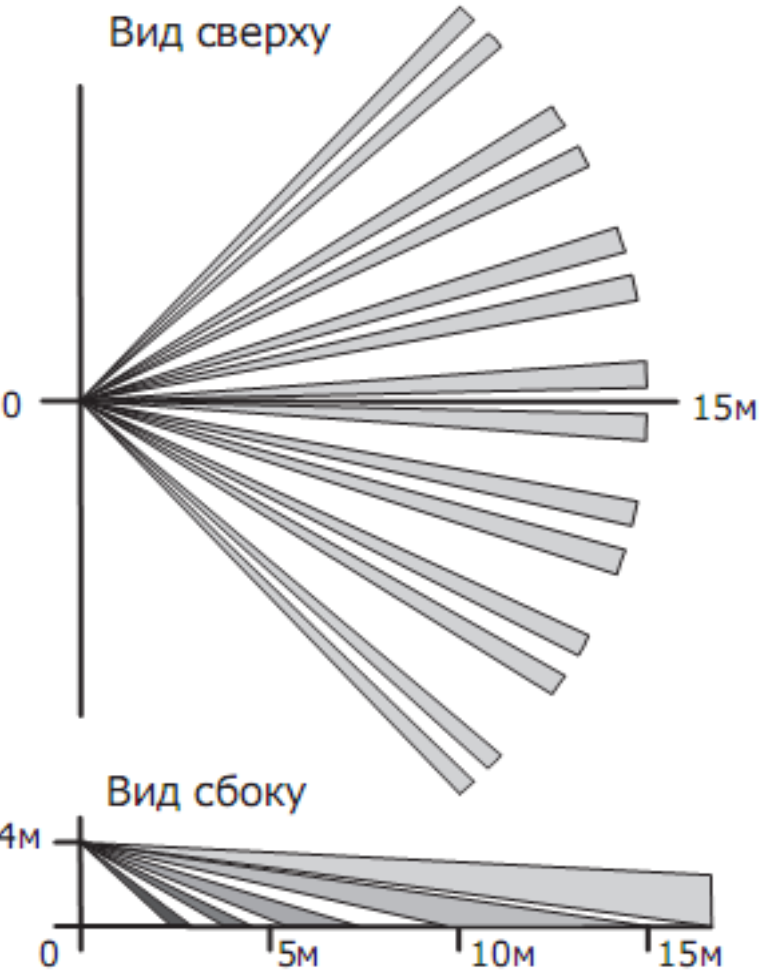 Вид сверху
0
15м
Вид сбоку
4м
0 5м 10м 15м